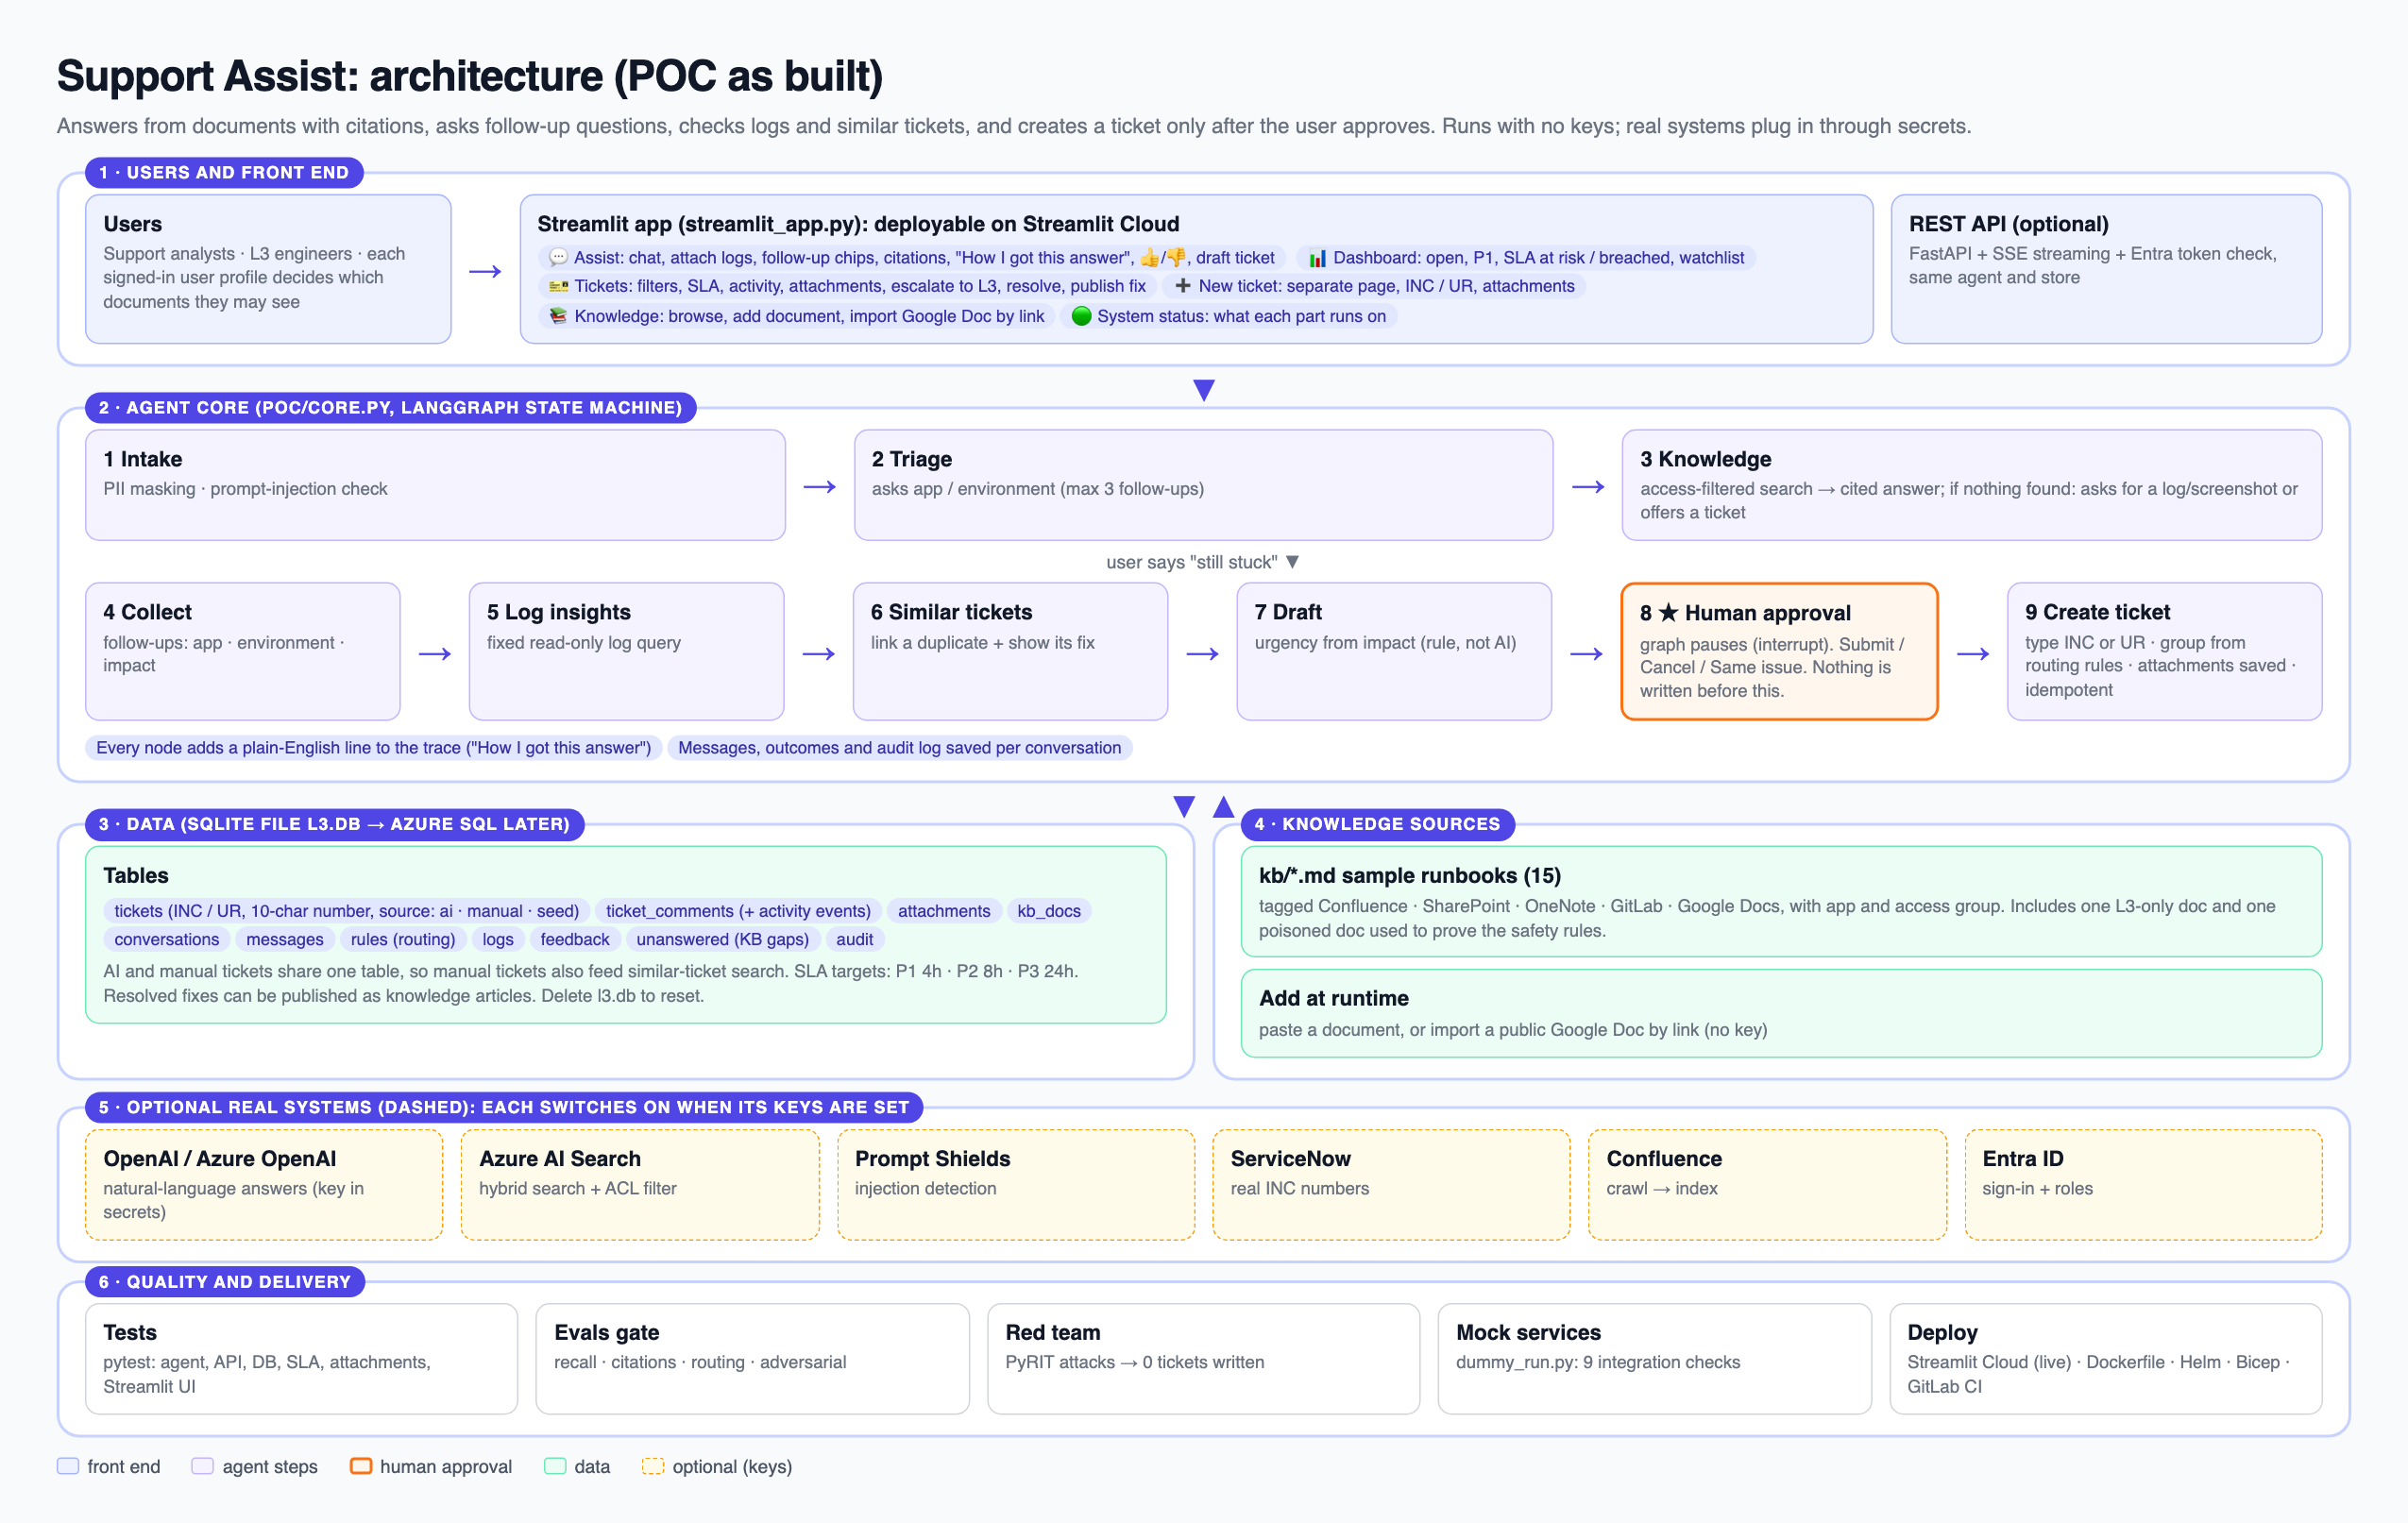 Support Assist: architecture (POC as built)
Answers from documents with citations, asks follow-up questions, checks logs and similar tickets, and creates a ticket only after the user approves. Runs with no keys; real systems plug in through secrets.
1 · USERS AND FRONT END
Users
Support analysts · L3 engineers · each
signed-in user profile decides which
documents they may see
→
Streamlit app (streamlit_app.py): deployable on Streamlit Cloud
💬 Assist: chat, attach logs, follow-up chips, citations, "How I got this answer", 👍/👎, draft ticket
📊 Dashboard: open, P1, SLA at risk / breached, watchlist
🎫 Tickets: filters, SLA, activity, attachments, escalate to L3, resolve, publish fix
➕ New ticket: separate page, INC / UR, attachments
📚 Knowledge: browse, add document, import Google Doc by link
🟢 System status: what each part runs on
REST API (optional)
FastAPI + SSE streaming + Entra token check,
same agent and store
▼
2 · AGENT CORE (POC/CORE.PY, LANGGRAPH STATE MACHINE)
1 Intake
PII masking · prompt-injection check
→
2 Triage
asks app / environment (max 3 follow-ups)
→
3 Knowledge
access-filtered search → cited answer; if nothing found: asks for a log/screenshot or
offers a ticket
user says "still stuck" ▼
4 Collect
follow-ups: app · environment ·
impact
→
5 Log insights
fixed read-only log query
→
6 Similar tickets
link a duplicate + show its fix
→
7 Draft
urgency from impact (rule, not AI)
→
8 ★ Human approval
graph pauses (interrupt). Submit /
Cancel / Same issue. Nothing is
written before this.
→
9 Create ticket
type INC or UR · group from
routing rules · attachments saved ·
idempotent
Every node adds a plain-English line to the trace ("How I got this answer")
Messages, outcomes and audit log saved per conversation
▼ ▲
3 · DATA (SQLITE FILE L3.DB → AZURE SQL LATER)
Tables
tickets (INC / UR, 10-char number, source: ai · manual · seed)
ticket_comments (+ activity events)
attachments
kb_docs
conversations
messages
rules (routing)
logs
feedback
unanswered (KB gaps)
audit
AI and manual tickets share one table, so manual tickets also feed similar-ticket search. SLA targets: P1 4h · P2 8h · P3 24h.
Resolved fixes can be published as knowledge articles. Delete l3.db to reset.
4 · KNOWLEDGE SOURCES
kb/*.md sample runbooks (15)
tagged Confluence · SharePoint · OneNote · GitLab · Google Docs, with app and access group. Includes one L3-only doc and one
poisoned doc used to prove the safety rules.
Add at runtime
paste a document, or import a public Google Doc by link (no key)
5 · OPTIONAL REAL SYSTEMS (DASHED): EACH SWITCHES ON WHEN ITS KEYS ARE SET
OpenAI / Azure OpenAI
natural-language answers (key in
secrets)
Azure AI Search
hybrid search + ACL filter
Prompt Shields
injection detection
ServiceNow
real INC numbers
Confluence
crawl → index
Entra ID
sign-in + roles
6 · QUALITY AND DELIVERY
Tests
pytest: agent, API, DB, SLA, attachments,
Streamlit UI
Evals gate
recall · citations · routing · adversarial
Red team
PyRIT attacks → 0 tickets written
Mock services
dummy_run.py: 9 integration checks
Deploy
Streamlit Cloud (live) · Dockerfile · Helm · Bicep ·
GitLab CI
front end
agent steps
human approval
data
optional (keys)